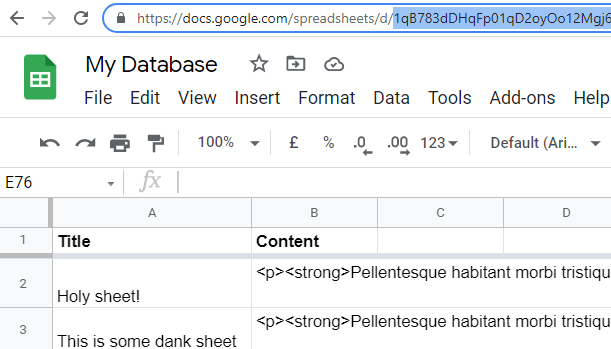 https://docs.google.com/spreadsheets/d/1qB783dDHqFp01qD2oyOo12Mgj6
My Database
File Edit View Insert Format Data Tools Add-ons Help
100% £ % .0 .00 123 Default (Ari...
E76 fx
A B C D
1 Title Content
2 Holy sheet! <p><strong>Pellentesque habitant morbi tristiqu
3 This is some dank sheet <p><strong>Pellentesque habitant morbi tristiqu